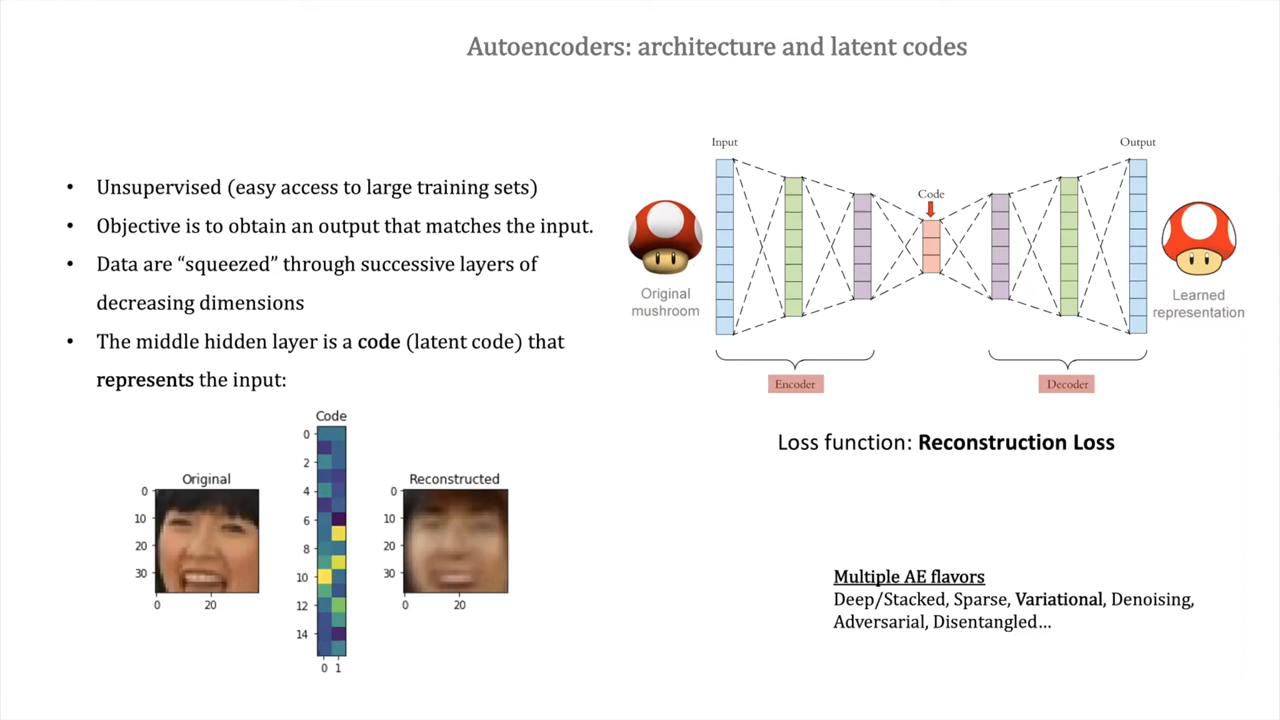 Autoencoders: architecture and latent codes
• Unsupervised (easy access to large training sets)
• Objective is to obtain an output that matches the input.
• Data are “squeezed” through successive layers of
decreasing dimensions
• The middle hidden layer is a code (latent code) that
represents the input:
Original
0
10
20
30
0 20
Code
0
2
4
6
8
10
12
14
0 1
Reconstructed
0
10
20
30
0 20
Input
Code
Output
Original
mushroom
Learned
representation
Encoder
Decoder
Loss function: Reconstruction Loss
Multiple AE flavors
Deep/Stacked, Sparse, Variational, Denoising,
Adversarial, Disentangled…